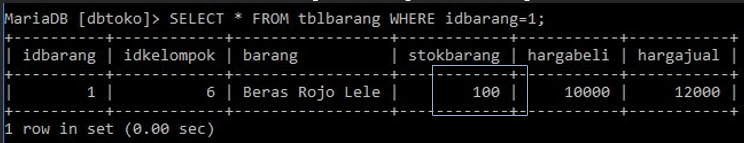 MariaDB [dbtoko]> SELECT * FROM tblbarang WHERE idbarang=1;
+----------+------------+-----------------+------------+-----------+-----------+
| idbarang | idkelompok | barang          | stokbarang | hargabeli | hargajual |
+----------+------------+-----------------+------------+-----------+-----------+
|        1 |          6 | Beras Rojo Lele |        100 |     10000 |     12000 |
+----------+------------+-----------------+------------+-----------+-----------+
1 row in set (0.00 sec)